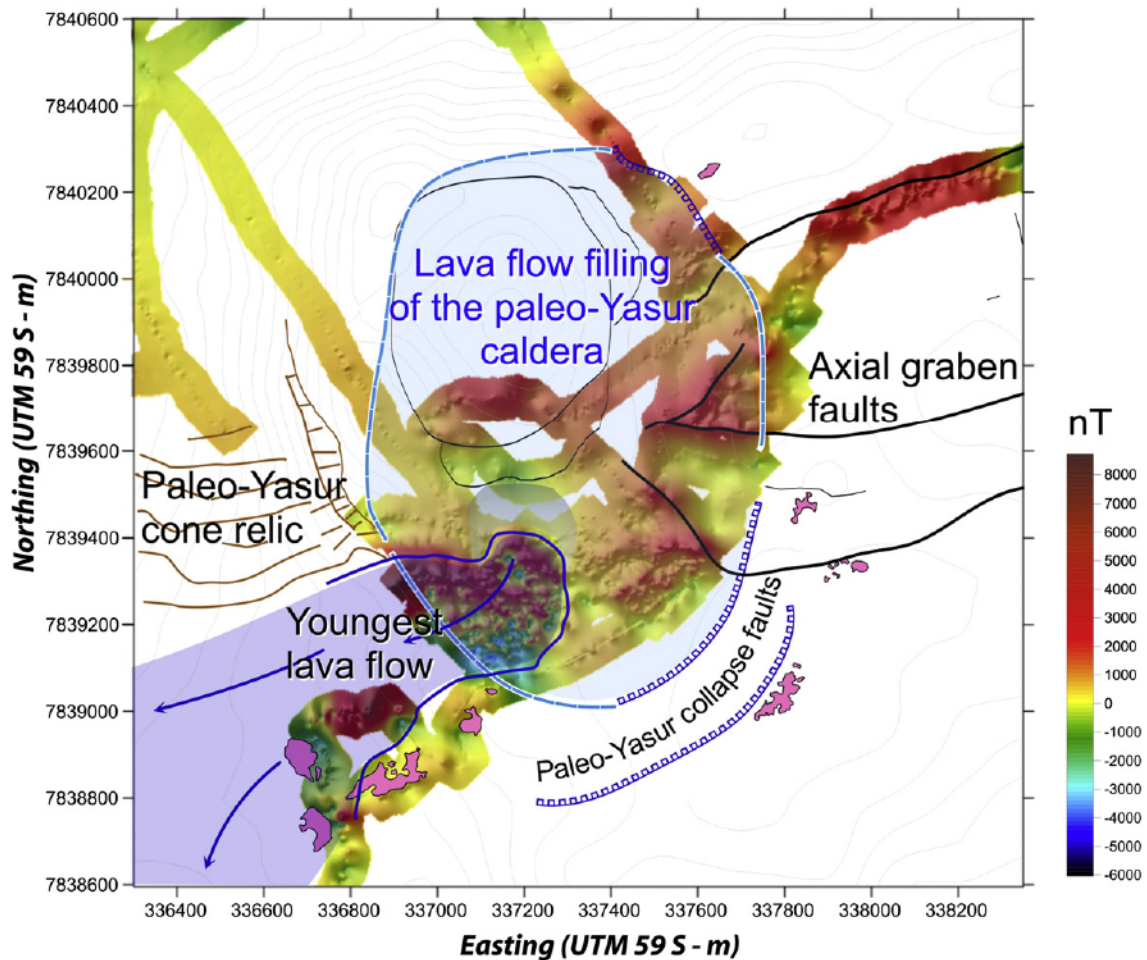 7840600
7840400
7840200
7840000
7839800
7839600
7839400
7839200
7839000
7838800
7838600
Northing (UTM 59 S - m)
Lava flow filling
of the paleo-Yasur
caldera
Axial graben
faults
Paleo-Yasur
cone relic
Youngest
lava flow
Paleo-Yasur collapse faults
nT
8000
7000
6000
5000
4000
3000
2000
1000
0
-1000
-2000
-3000
-4000
-5000
-6000
336400 336600 336800 337000 337200 337400 337600 337800 338000 338200
Easting (UTM 59 S - m)